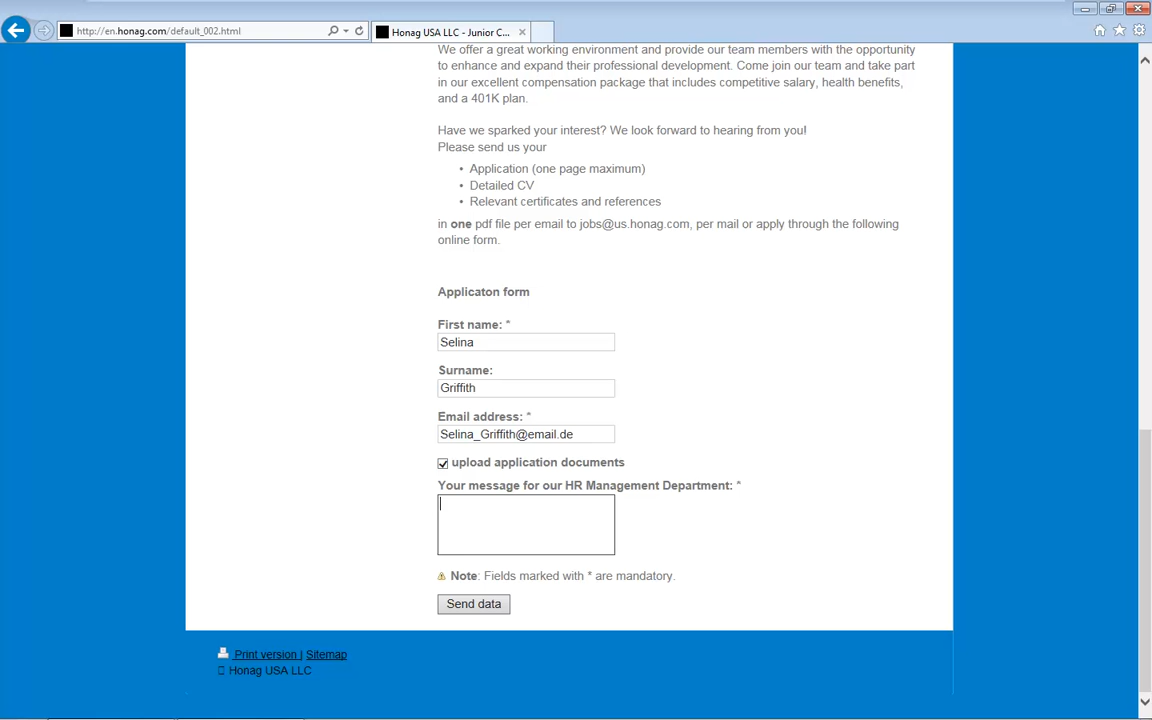 http://en.honag.com/default_002.html
Honag USA LLC - Junior C...
We offer a great working environment and provide our team members with the opportunity
to enhance and expand their professional development. Come join our team and take part
in our excellent compensation package that includes competitive salary, health benefits,
and a 401K plan.
Have we sparked your interest? We look forward to hearing from you!
Please send us your
• Application (one page maximum)
• Detailed CV
• Relevant certificates and references
in one pdf file per email to jobs@us.honag.com, per mail or apply through the following
online form.
Applicaton form
First name: *
Selina
Surname:
Griffith
Email address: *
Selina_Griffith@email.de
upload application documents
Your message for our HR Management Department: *
Note: Fields marked with * are mandatory.
Send data
Print version | Sitemap
Honag USA LLC